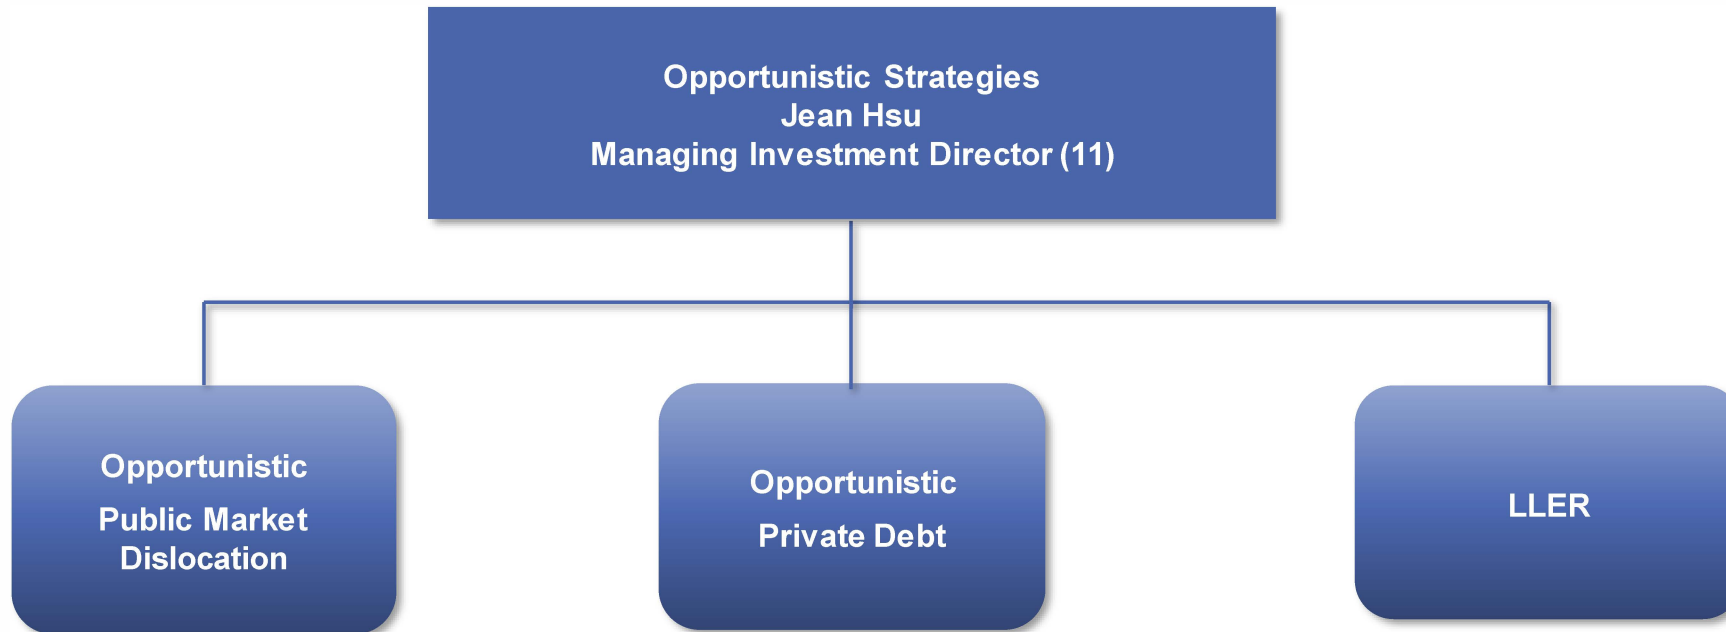 Opportunistic Strategies
Jean Hsu
Managing Investment Director (11)
Opportunistic
Public Market
Dislocation
Opportunistic
Private Debt
LLER